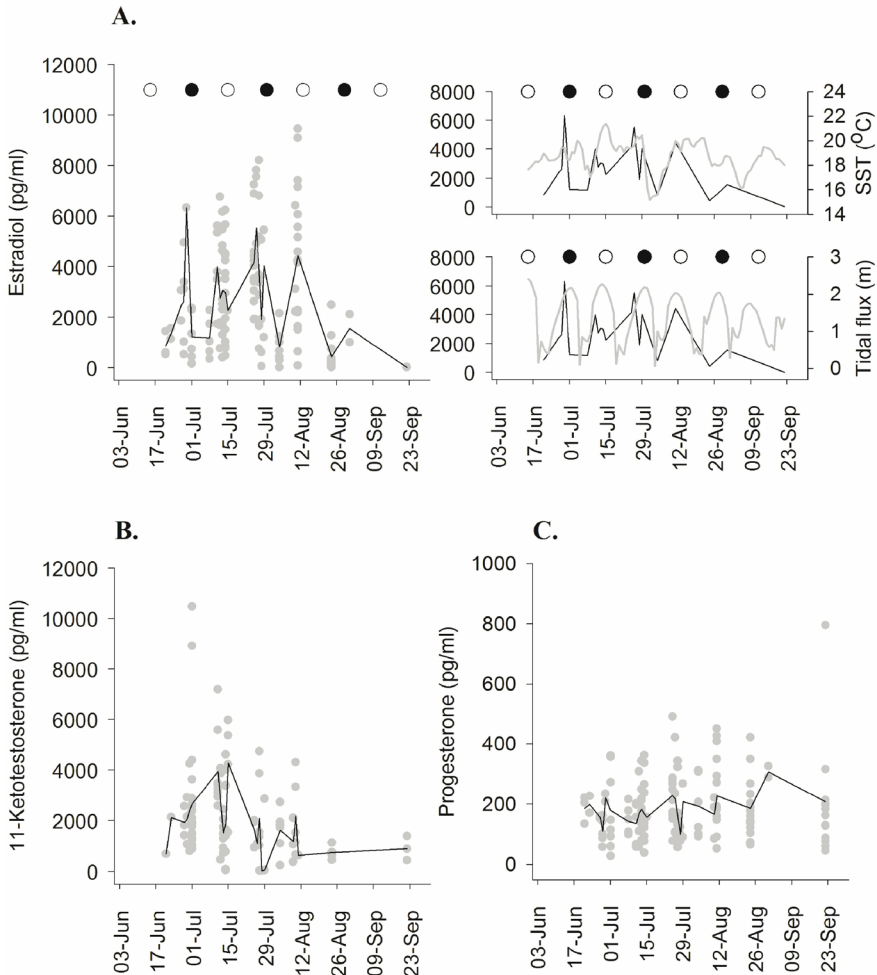 A.
Estradiol (pg/ml)
12000
10000
8000
6000
4000
2000
0
03-Jun
17-Jun
01-Jul
15-Jul
29-Jul
12-Aug
26-Aug
09-Sep
23-Sep
8000
6000
4000
2000
0
24
22
20
18
16
14
SST (°C)
8000
6000
4000
2000
0
3
2
1
0
Tidal flux (m)
03-Jun
17-Jun
01-Jul
15-Jul
29-Jul
12-Aug
26-Aug
09-Sep
23-Sep
B.
11-Ketotestosterone (pg/ml)
12000
10000
8000
6000
4000
2000
0
03-Jun
17-Jun
01-Jul
15-Jul
29-Jul
12-Aug
26-Aug
09-Sep
23-Sep
C.
Progesterone (pg/ml)
1000
800
600
400
200
0
03-Jun
17-Jun
01-Jul
15-Jul
29-Jul
12-Aug
26-Aug
09-Sep
23-Sep